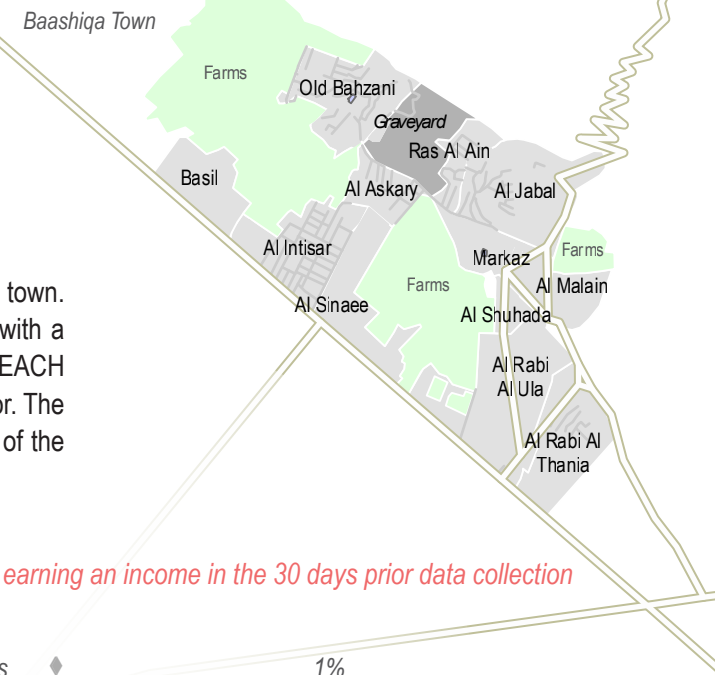 Baashiqa Town
Farms
Old Bahzani
Graveyard
Ras Al Ain
Basil
Al Askary
Al Jabal
Al Intisar
Markaz
Farms
Farms
Al Malain
town.
Al Sinaee
Al Shuhada
with a
EACH
Al Rabi
Al Ula
or. The
of the
Al Rabi Al
Thania
earning an income in the 30 days prior data collection
s
1%